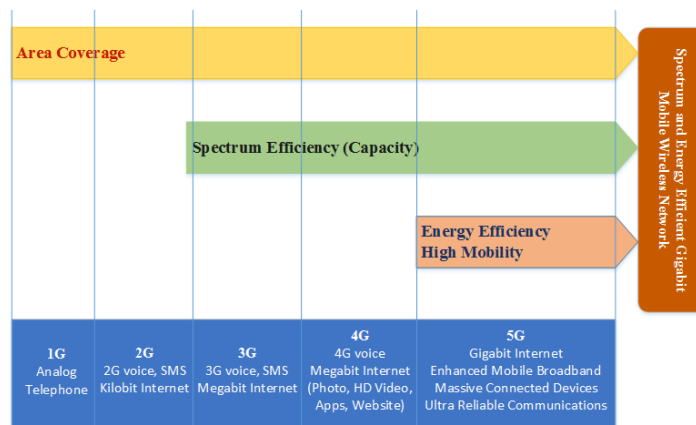 Area Coverage
Spectrum Efficiency (Capacity)
Energy Efficiency
High Mobility
Spectrum and Energy Efficient Gigabit
Mobile Wireless Network
1G
Analog
Telephone
2G
2G voice, SMS
Kilobit Internet
3G
3G voice, SMS
Megabit Internet
4G
4G voice
Megabit Internet
(Photo, HD Video,
Apps, Website)
5G
Gigabit Internet
Enhanced Mobile Broadband
Massive Connected Devices
Ultra Reliable Communications